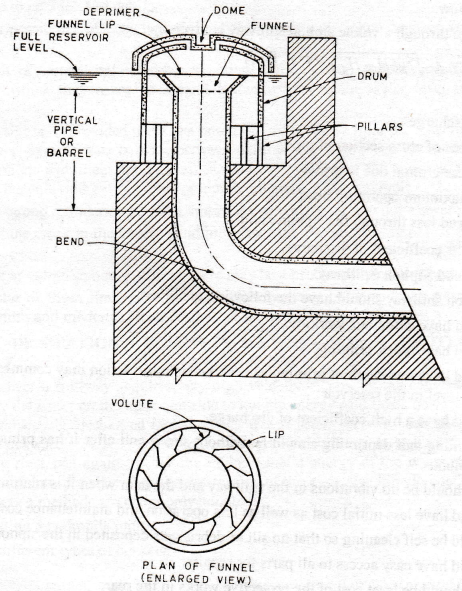 DEPRIMER
DOME
FUNNEL LIP
FUNNEL
FULL RESERVOIR
LEVEL
DRUM
VERTICAL
PIPE
OR
BARREL
PILLARS
BEND
VOLUTE
LIP
PLAN OF FUNNEL
(ENLARGED VIEW)